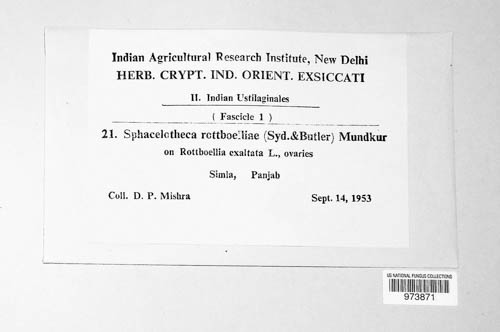 Indian Agricultural Research Institute, New Delhi
HERB. CRYPT. IND. ORIENT. EXSICCATI
II. Indian Ustilaginales
( Fascicle 1 )
21. Sphacelotheca rottboelliae (Syd.&Butler) Mundkur
on Rottboellia exaltata L., ovaries
Simla, Panjab
Coll. D. P. Mishra Sept. 14, 1953
US NATIONAL FUNGUS COLLECTIONS
973871